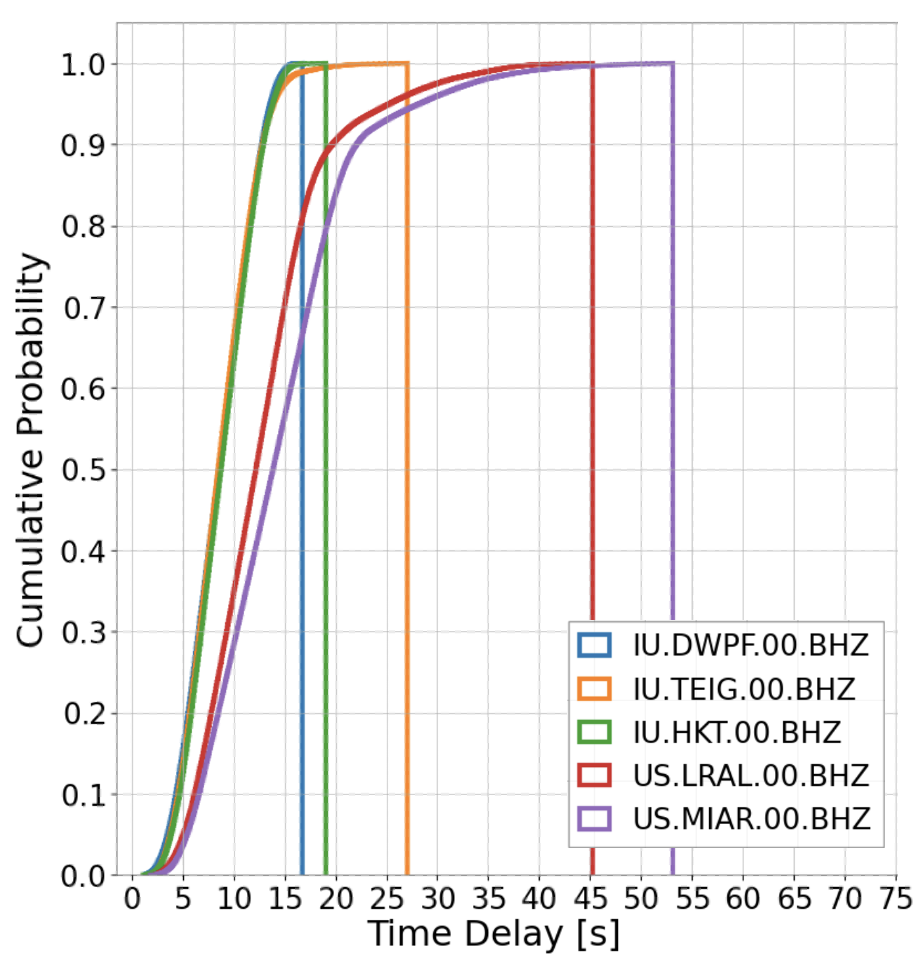 Cumulative Probability
1.0
0.9
0.8
0.7
0.6
0.5
0.4
0.3
0.2
0.1
0.0
IU.DWPF.00.BHZ
IU.TEIG.00.BHZ
IU.HKT.00.BHZ
US.LRAL.00.BHZ
US.MIAR.00.BHZ
0 5 10 15 20 25 30 35 40 45 50 55 60 65 70 75
Time Delay [s]